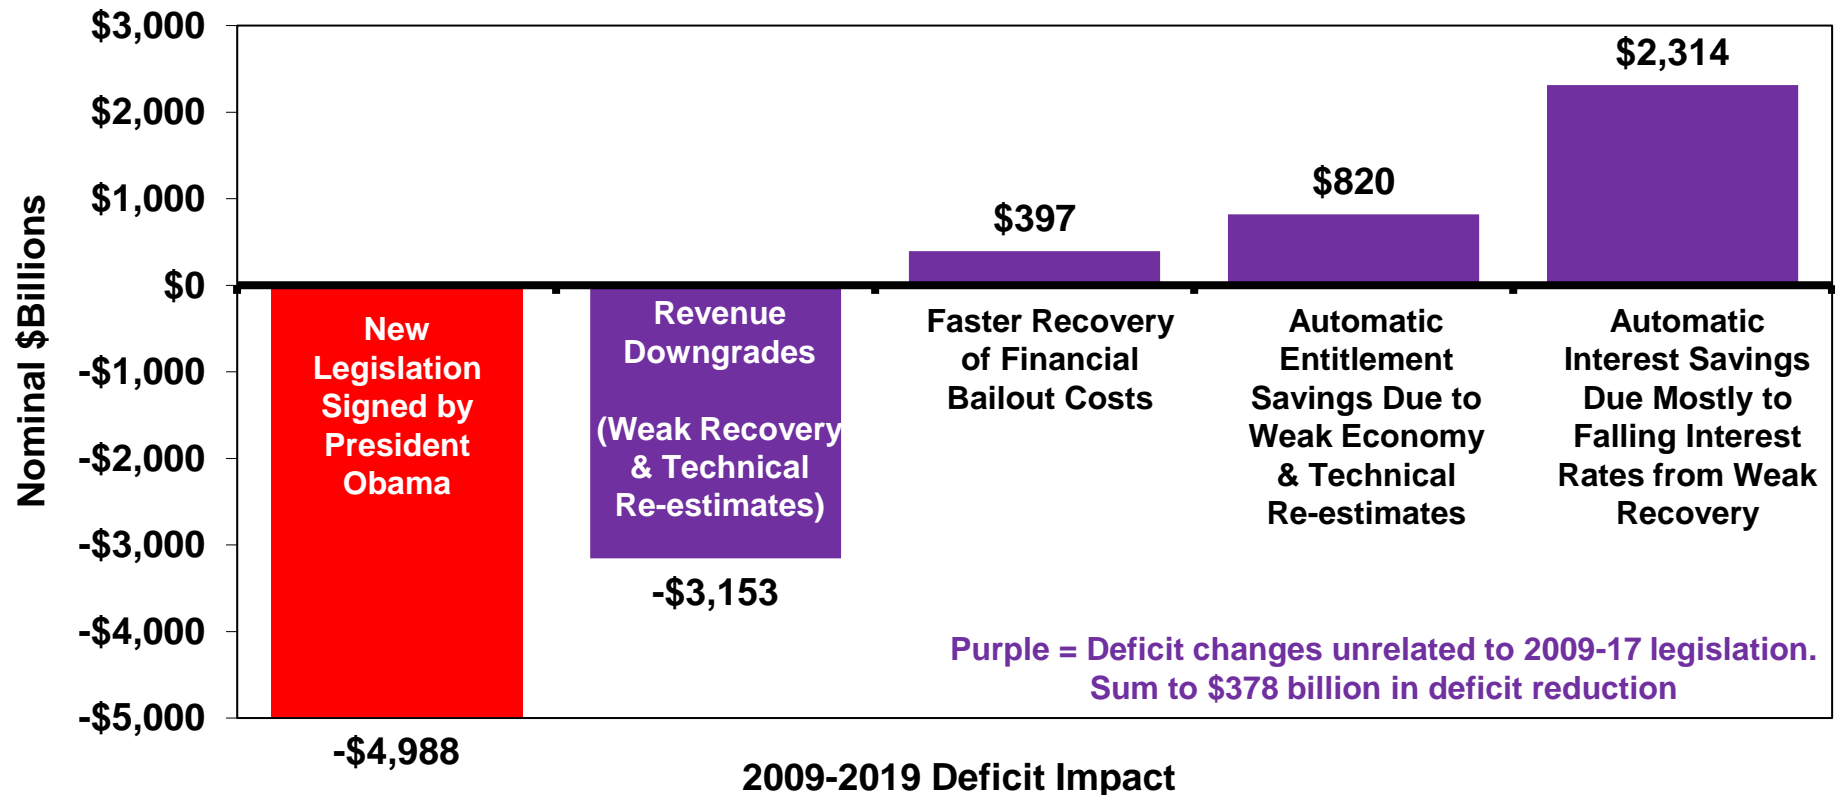 $3,000
$2,000
$1,000
$0
-$1,000
-$2,000
-$3,000
-$4,000
-$5,000
Nominal $Billions
New
Legislation
Signed by
President
Obama
-$4,988
Revenue
Downgrades
(Weak Recovery
& Technical
Re-estimates)
-$3,153
$397
Faster Recovery
of Financial
Bailout Costs
$820
Automatic
Entitlement
Savings Due to
Weak Economy
& Technical
Re-estimates
$2,314
Automatic
Interest Savings
Due Mostly to
Falling Interest
Rates from Weak
Recovery
Purple = Deficit changes unrelated to 2009-17 legislation.
Sum to $378 billion in deficit reduction
2009-2019 Deficit Impact